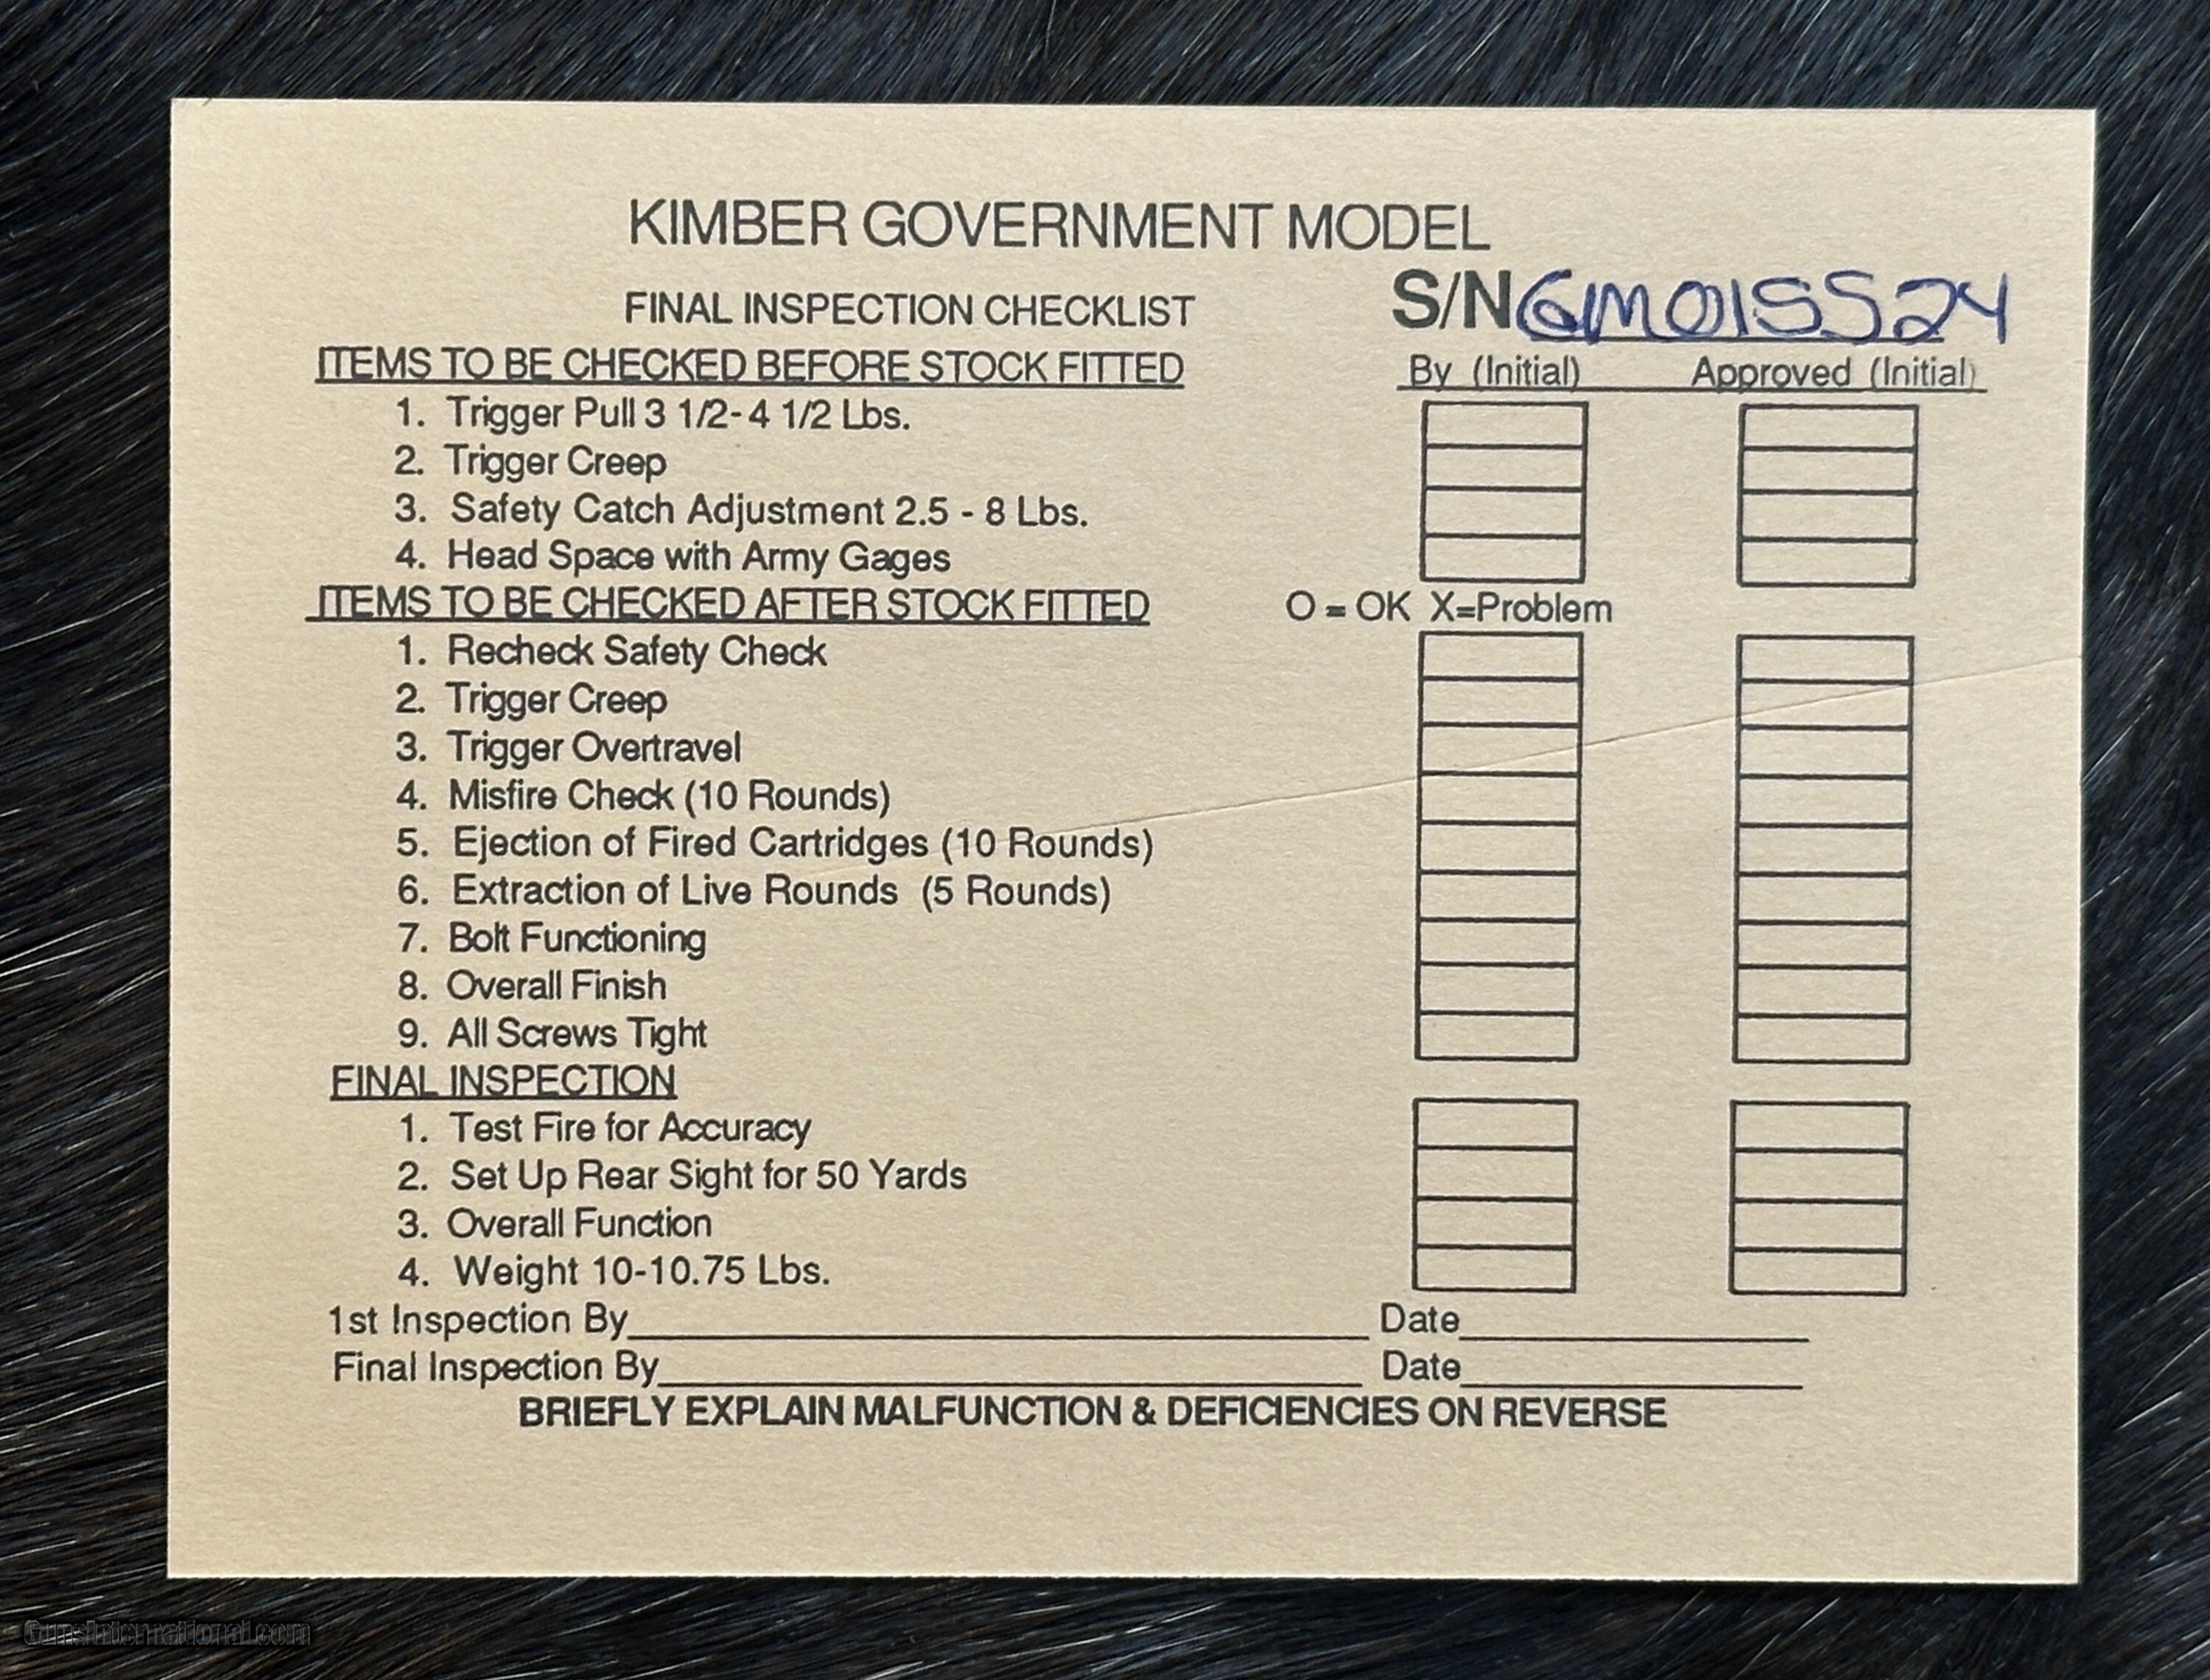 KIMBER GOVERNMENT MODEL
FINAL INSPECTION CHECKLIST S/N GM015524
ITEMS TO BE CHECKED BEFORE STOCK FITTED By (Initial) Approved (Initial)
1. Trigger Pull 3 1/2-4 1/2 Lbs.
2. Trigger Creep
3. Safety Catch Adjustment 2.5 - 8 Lbs.
4. Head Space with Army Gages
ITEMS TO BE CHECKED AFTER STOCK FITTED O = OK X=Problem
1. Recheck Safety Check
2. Trigger Creep
3. Trigger Overtravel
4. Misfire Check (10 Rounds)
5. Ejection of Fired Cartridges (10 Rounds)
6. Extraction of Live Rounds (5 Rounds)
7. Bolt Functioning
8. Overall Finish
9. All Screws Tight
FINAL INSPECTION
1. Test Fire for Accuracy
2. Set Up Rear Sight for 50 Yards
3. Overall Function
4. Weight 10-10.75 Lbs.
1st Inspection By Date
Final Inspection By Date
BRIEFLY EXPLAIN MALFUNCTION & DEFICIENCIES ON REVERSE
GunsInternational.com